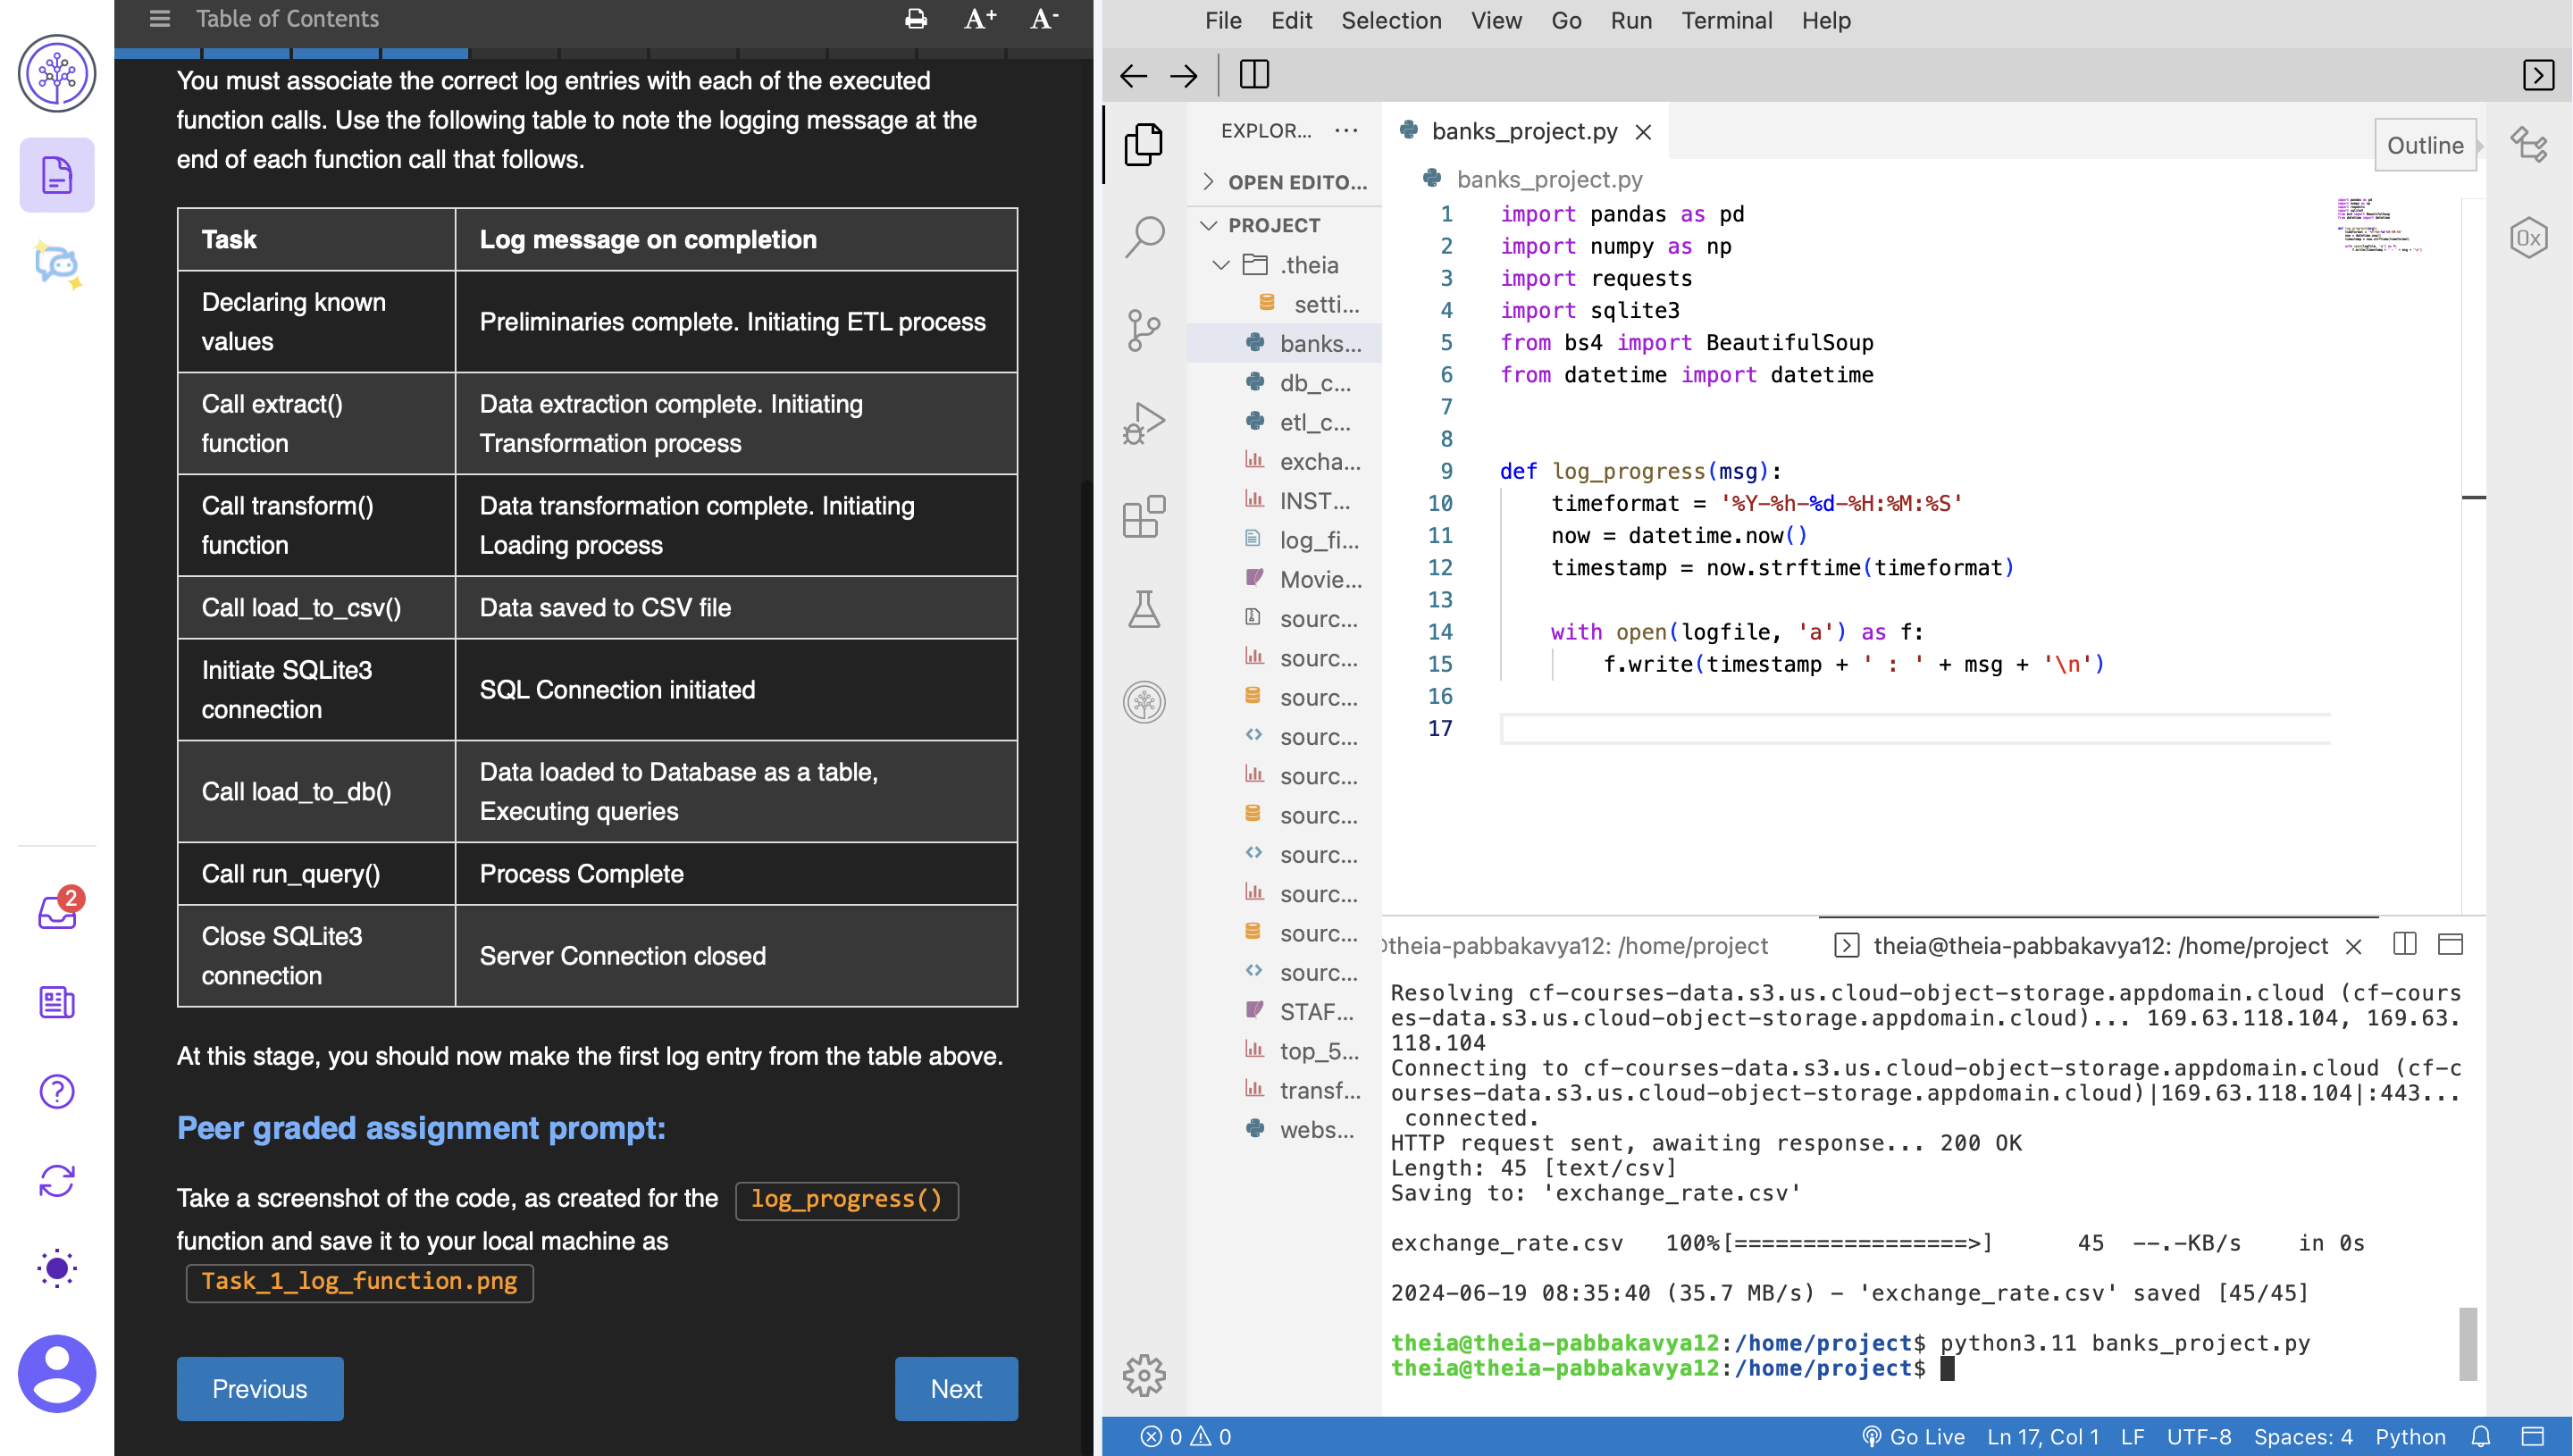 Table of Contents
A+ A-
You must associate the correct log entries with each of the executed
function calls. Use the following table to note the logging message at the
end of each function call that follows.
Task
Log message on completion
Declaring known
values
Preliminaries complete. Initiating ETL process
Call extract()
function
Data extraction complete. Initiating
Transformation process
Call transform()
function
Data transformation complete. Initiating
Loading process
Call load_to_csv()
Data saved to CSV file
Initiate SQLite3
connection
SQL Connection initiated
Call load_to_db()
Data loaded to Database as a table,
Executing queries
Call run_query()
Process Complete
Close SQLite3
connection
Server Connection closed
At this stage, you should now make the first log entry from the table above.
Peer graded assignment prompt:
Take a screenshot of the code, as created for the log_progress()
function and save it to your local machine as
Task_1_log_function.png
Previous
Next
2
File Edit Selection View Go Run Terminal Help
EXPLOR... ...
OPEN EDITO...
PROJECT
.theia
setti...
banks...
db_c...
etl_c...
excha...
INST...
log_fi...
Movie...
sourc...
sourc...
sourc...
sourc...
sourc...
sourc...
sourc...
sourc...
sourc...
sourc...
STAF...
top_5...
transf...
webs...
banks_project.py
Outline
0x
banks_project.py
1 import pandas as pd
2 import numpy as np
3 import requests
4 import sqlite3
5 from bs4 import BeautifulSoup
6 from datetime import datetime
7
8
9 def log_progress(msg):
10 timeformat = '%Y-%h-%d-%H:%M:%S'
11 now = datetime.now()
12 timestamp = now.strftime(timeformat)
13
14 with open(logfile, 'a') as f:
15 f.write(timestamp + ' : ' + msg + '\n')
16
17
theia-pabbakavya12: /home/project
theia@theia-pabbakavya12: /home/project
Resolving cf-courses-data.s3.us.cloud-object-storage.appdomain.cloud (cf-cours
es-data.s3.us.cloud-object-storage.appdomain.cloud)... 169.63.118.104, 169.63.
118.104
Connecting to cf-courses-data.s3.us.cloud-object-storage.appdomain.cloud (cf-c
ourses-data.s3.us.cloud-object-storage.appdomain.cloud)|169.63.118.104|:443...
connected.
HTTP request sent, awaiting response... 200 OK
Length: 45 [text/csv]
Saving to: 'exchange_rate.csv'
exchange_rate.csv 100%[=================>] 45 --.-KB/s in 0s
2024-06-19 08:35:40 (35.7 MB/s) - 'exchange_rate.csv' saved [45/45]
theia@theia-pabbakavya12:/home/project$ python3.11 banks_project.py
theia@theia-pabbakavya12:/home/project$
0 0
Go Live Ln 17, Col 1 LF UTF-8 Spaces: 4 Python